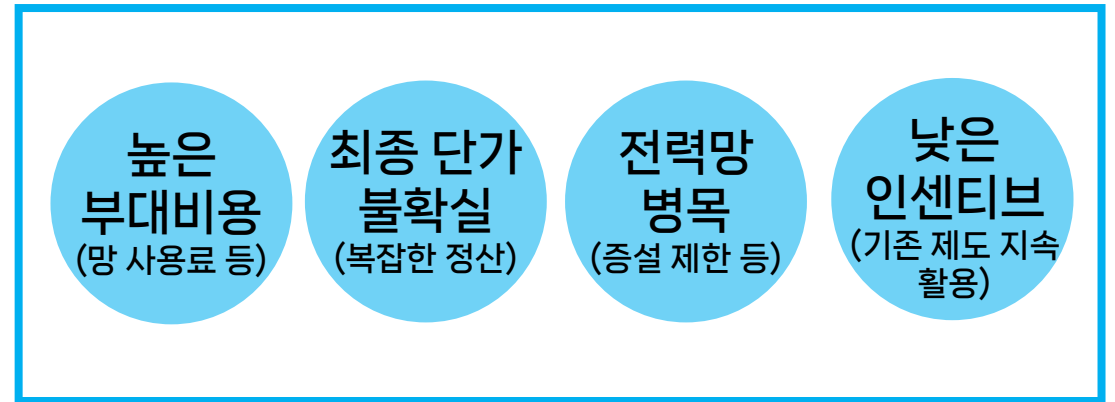 높은
부대비용
(망 사용료 등)
최종 단가
불확실
(복잡한 정산)
전력망
병목
(증설 제한 등)
낮은
인센티브
(기존 제도 지속
활용)